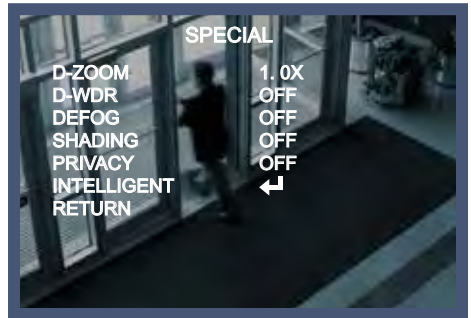 SPECIAL
D-ZOOM 1. 0X
D-WDR OFF
DEFOG OFF
SHADING OFF
PRIVACY OFF
INTELLIGENT ↵
RETURN